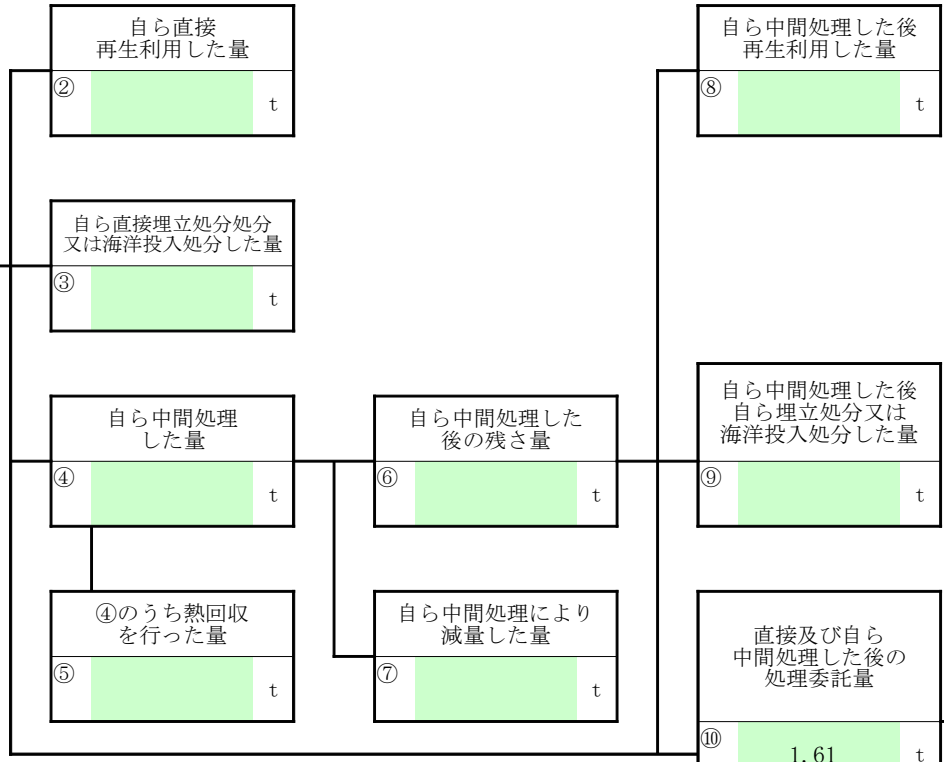 自ら直接
再生利用した量
②
t
自ら中間処理した後
再生利用した量
⑧
t
自ら直接埋立処分処分
又は海洋投入処分した量
③
t
自ら中間処理
した量
④
t
自ら中間処理した
後の残さ量
⑥
t
自ら中間処理した後
自ら埋立処分又は
海洋投入処分した量
⑨
t
④のうち熱回収
を行った量
⑤
t
自ら中間処理により
減量した量
⑦
t
直接及び自ら
中間処理した後の
処理委託量
⑩
1.61 t